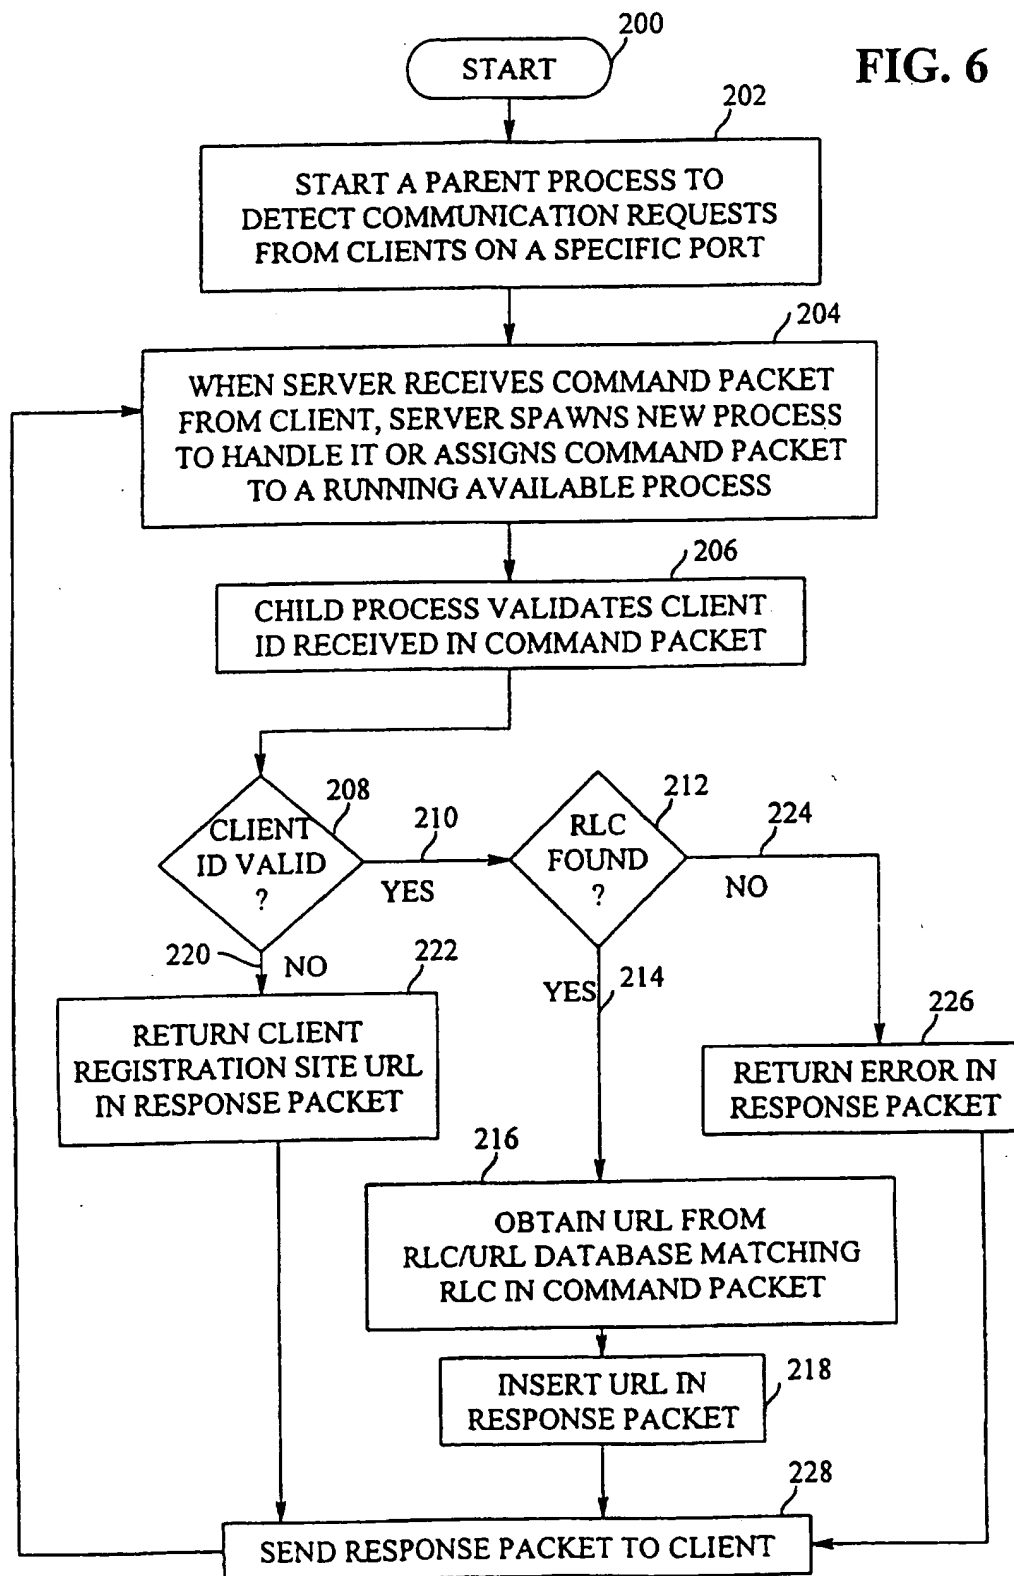 200
START
FIG. 6
202
START A PARENT PROCESS TO
DETECT COMMUNICATION REQUESTS
FROM CLIENTS ON A SPECIFIC PORT
204
WHEN SERVER RECEIVES COMMAND PACKET
FROM CLIENT, SERVER SPAWNS NEW PROCESS
TO HANDLE IT OR ASSIGNS COMMAND PACKET
TO A RUNNING AVAILABLE PROCESS
206
CHILD PROCESS VALIDATES CLIENT
ID RECEIVED IN COMMAND PACKET
208
CLIENT
ID VALID
?
210
YES
212
RLC
FOUND
?
224
NO
220
NO
222
RETURN CLIENT
REGISTRATION SITE URL
IN RESPONSE PACKET
YES
214
226
RETURN ERROR IN
RESPONSE PACKET
216
OBTAIN URL FROM
RLC/URL DATABASE MATCHING
RLC IN COMMAND PACKET
218
INSERT URL IN
RESPONSE PACKET
228
SEND RESPONSE PACKET TO CLIENT